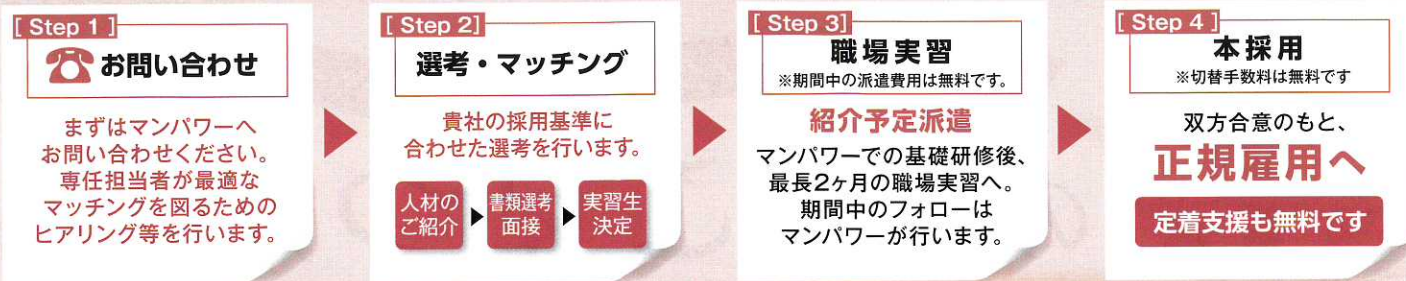 [ Step 1 ]
お問い合わせ
まずはマンパワーへ
お問い合わせください。
専任担当者が最適な
マッチングを図るための
ヒアリング等を行います。
[ Step 2]
選考・マッチング
貴社の採用基準に
合わせた選考を行います。
人材の
ご紹介
書類選考
面接
実習生
決定
[ Step 3]
職場実習
※期間中の派遣費用は無料です。
紹介予定派遣
マンパワーでの基礎研修後、
最長2ヶ月の職場実習へ。
期間中のフォローは
マンパワーが行います。
[ Step 4 ]
本採用
※切替手数料は無料です
双方合意のもと、
正規雇用へ
定着支援も無料です